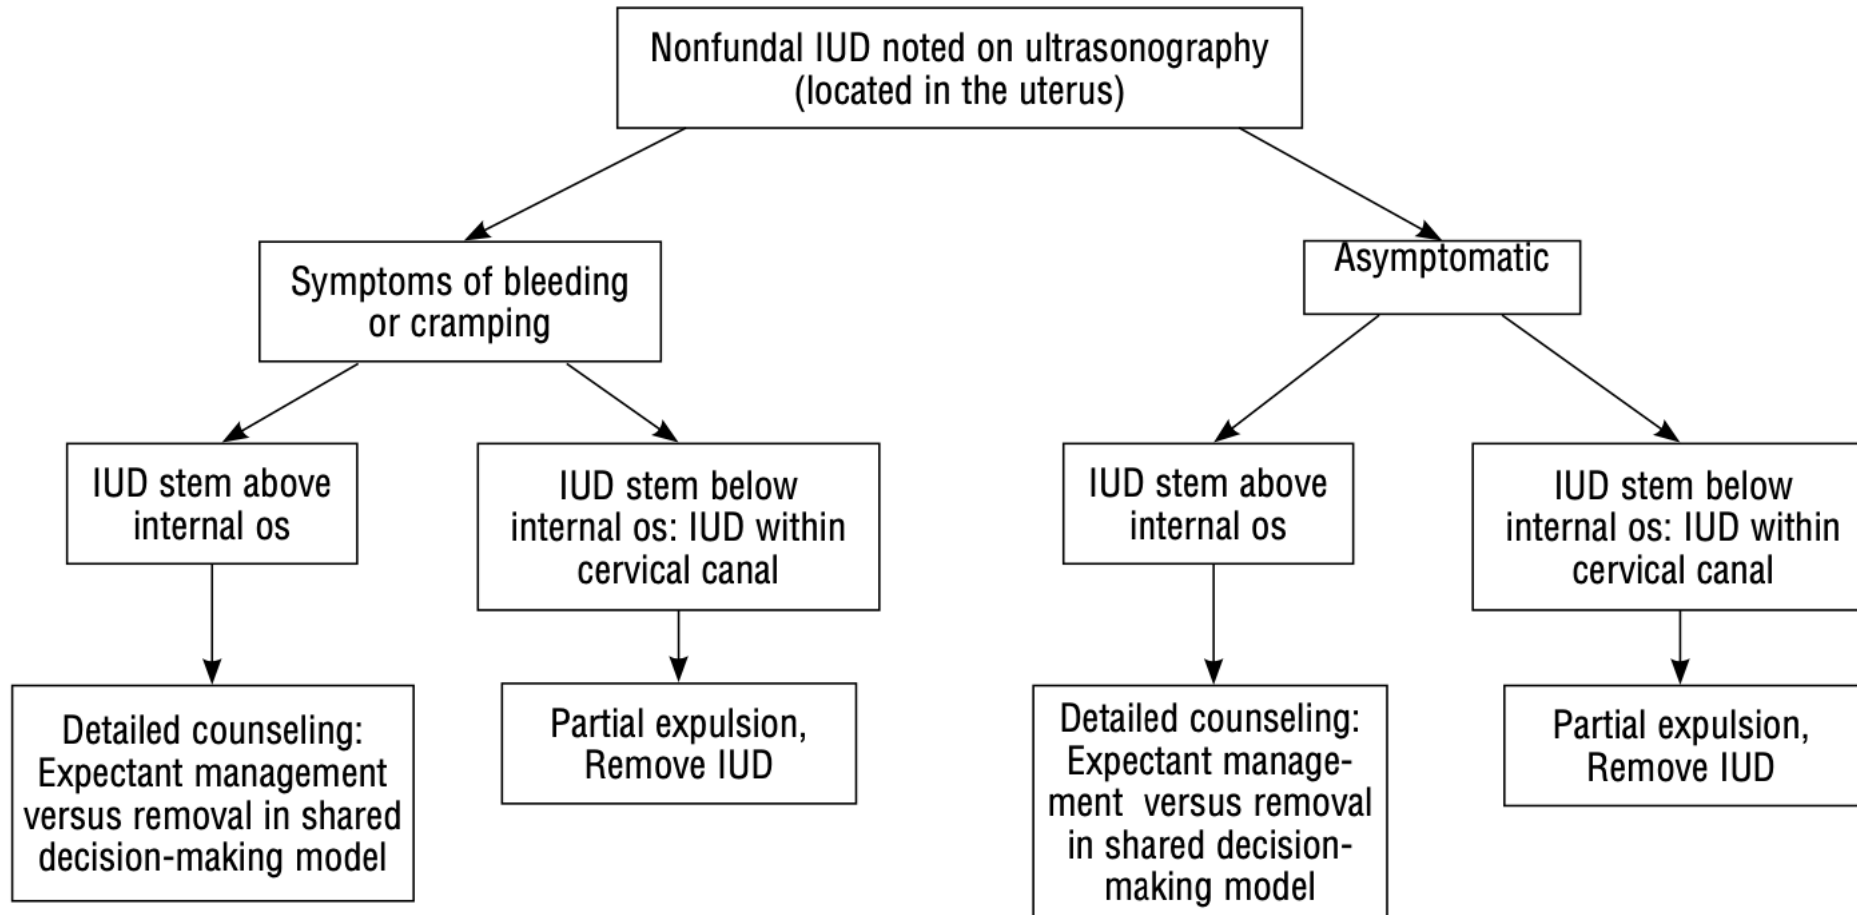 Nonfundal IUD noted on ultrasonography
(located in the uterus)
Symptoms of bleeding
or cramping
Asymptomatic
IUD stem above
internal os
IUD stem below
internal os: IUD within
cervical canal
IUD stem above
internal os
IUD stem below
internal os: IUD within
cervical canal
Detailed counseling:
Expectant management
versus removal in shared
decision-making model
Partial expulsion,
Remove IUD
Detailed counseling:
Expectant manage-
ment versus removal
in shared decision-
making model
Partial expulsion,
Remove IUD